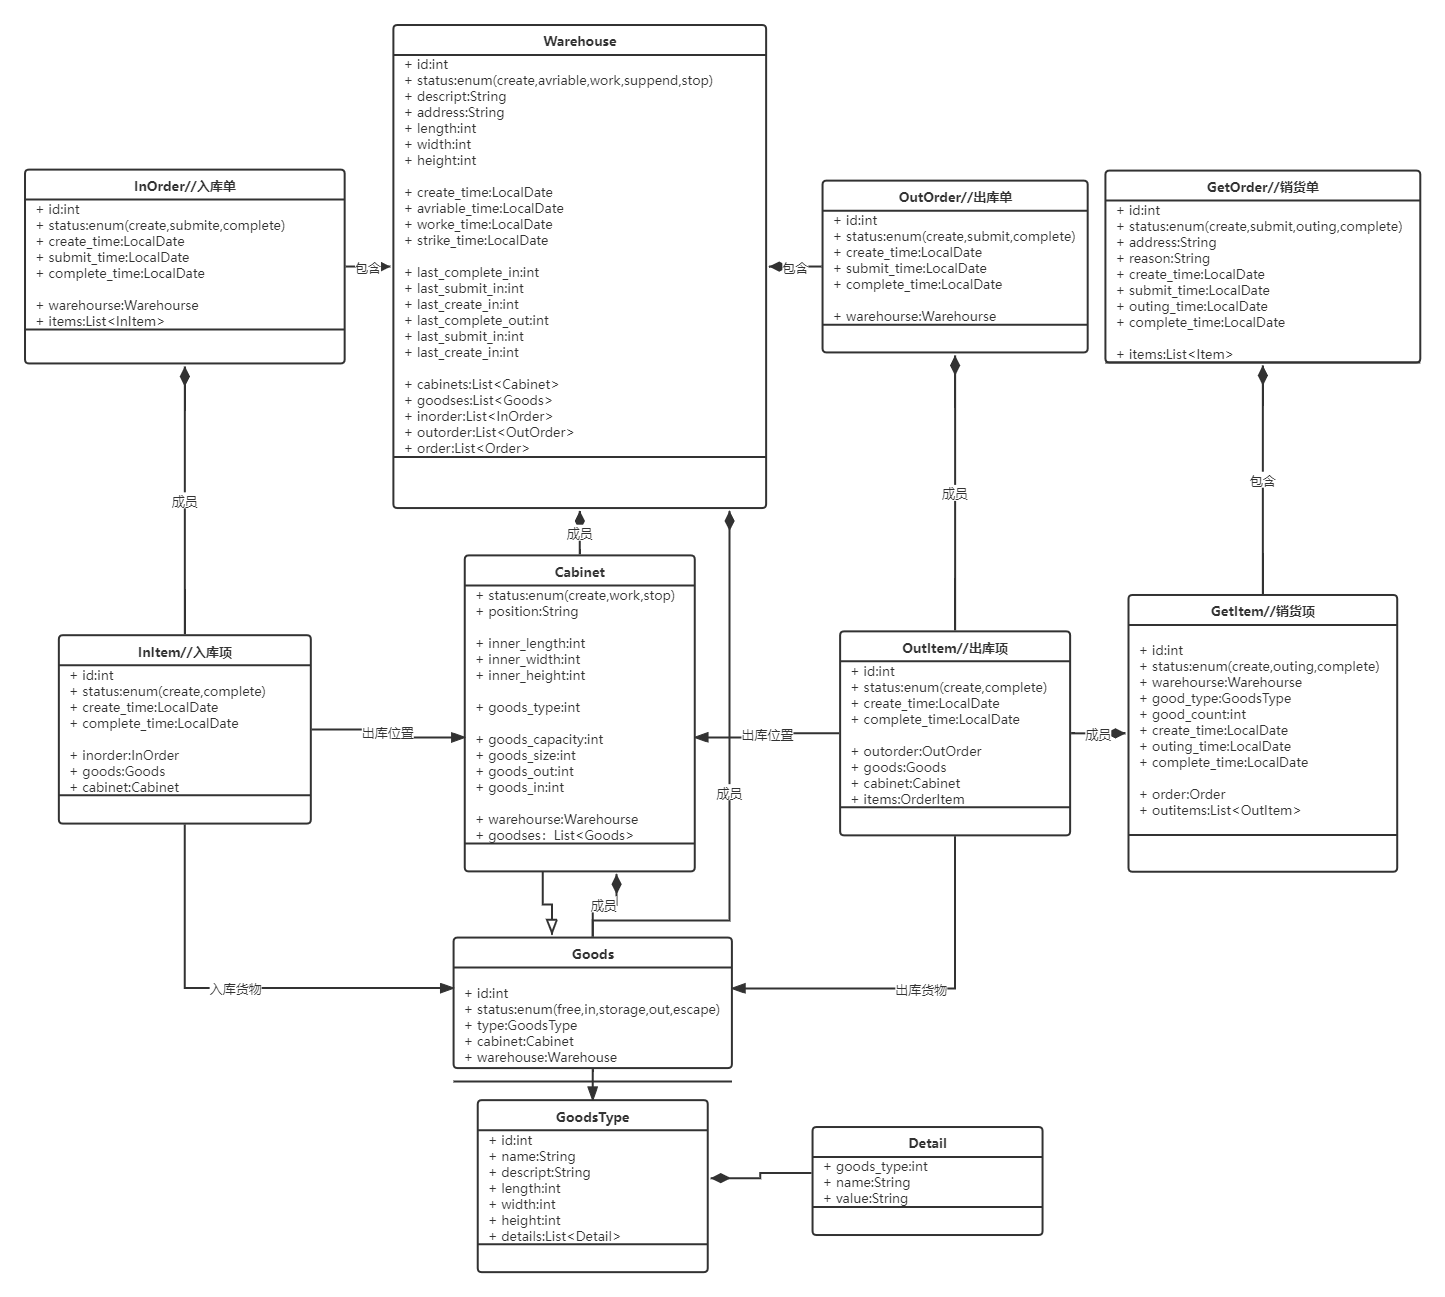 Warehouse
+ id:int
+ status:enum(create,avriable,work,suppend,stop)
+ descript:String
+ address:String
+ length:int
+ width:int
+ height:int
+ create_time:LocalDate
+ avriable_time:LocalDate
+ worke_time:LocalDate
+ strike_time:LocalDate
+ last_complete_in:int
+ last_submit_in:int
+ last_create_in:int
+ last_complete_out:int
+ last_submit_in:int
+ last_create_in:int
+ cabinets:List<Cabinet>
+ goodses:List<Goods>
+ inorder:List<InOrder>
+ outorder:List<OutOrder>
+ order:List<Order>
InOrder//入库单
+ id:int
+ status:enum(create,submite,complete)
+ create_time:LocalDate
+ submit_time:LocalDate
+ complete_time:LocalDate
+ warehourse:Warehourse
+ items:List<InItem>
包含
OutOrder//出库单
+ id:int
+ status:enum(create,submit,complete)
+ create_time:LocalDate
+ submit_time:LocalDate
+ complete_time:LocalDate
+ warehourse:Warehourse
包含
GetOrder//销货单
+ id:int
+ status:enum(create,submit,outing,complete)
+ address:String
+ reason:String
+ create_time:LocalDate
+ submit_time:LocalDate
+ outing_time:LocalDate
+ complete_time:LocalDate
+ items:List<Item>
成员
成员
成员
包含
Cabinet
+ status:enum(create,work,stop)
+ position:String
+ inner_length:int
+ inner_width:int
+ inner_height:int
+ goods_type:int
+ goods_capacity:int
+ goods_size:int
+ goods_out:int
+ goods_in:int
+ warehourse:Warehourse
+ goodses：List<Goods>
InItem//入库项
+ id:int
+ status:enum(create,complete)
+ create_time:LocalDate
+ complete_time:LocalDate
+ inorder:InOrder
+ goods:Goods
+ cabinet:Cabinet
出库位置
OutItem//出库项
+ id:int
+ status:enum(create,complete)
+ create_time:LocalDate
+ complete_time:LocalDate
+ outorder:OutOrder
+ goods:Goods
+ cabinet:Cabinet
+ items:OrderItem
出库位置
成员
GetItem//销货项
+ id:int
+ status:enum(create,outing,complete)
+ warehourse:Warehourse
+ good_type:GoodsType
+ good_count:int
+ create_time:LocalDate
+ outing_time:LocalDate
+ complete_time:LocalDate
+ order:Order
+ outitems:List<OutItem>
成员
成员
Goods
+ id:int
+ status:enum(free,in,storage,out,escape)
+ type:GoodsType
+ cabinet:Cabinet
+ warehouse:Warehouse
入库货物
出库货物
GoodsType
+ id:int
+ name:String
+ descript:String
+ length:int
+ width:int
+ height:int
+ details:List<Detail>
Detail
+ goods_type:int
+ name:String
+ value:String